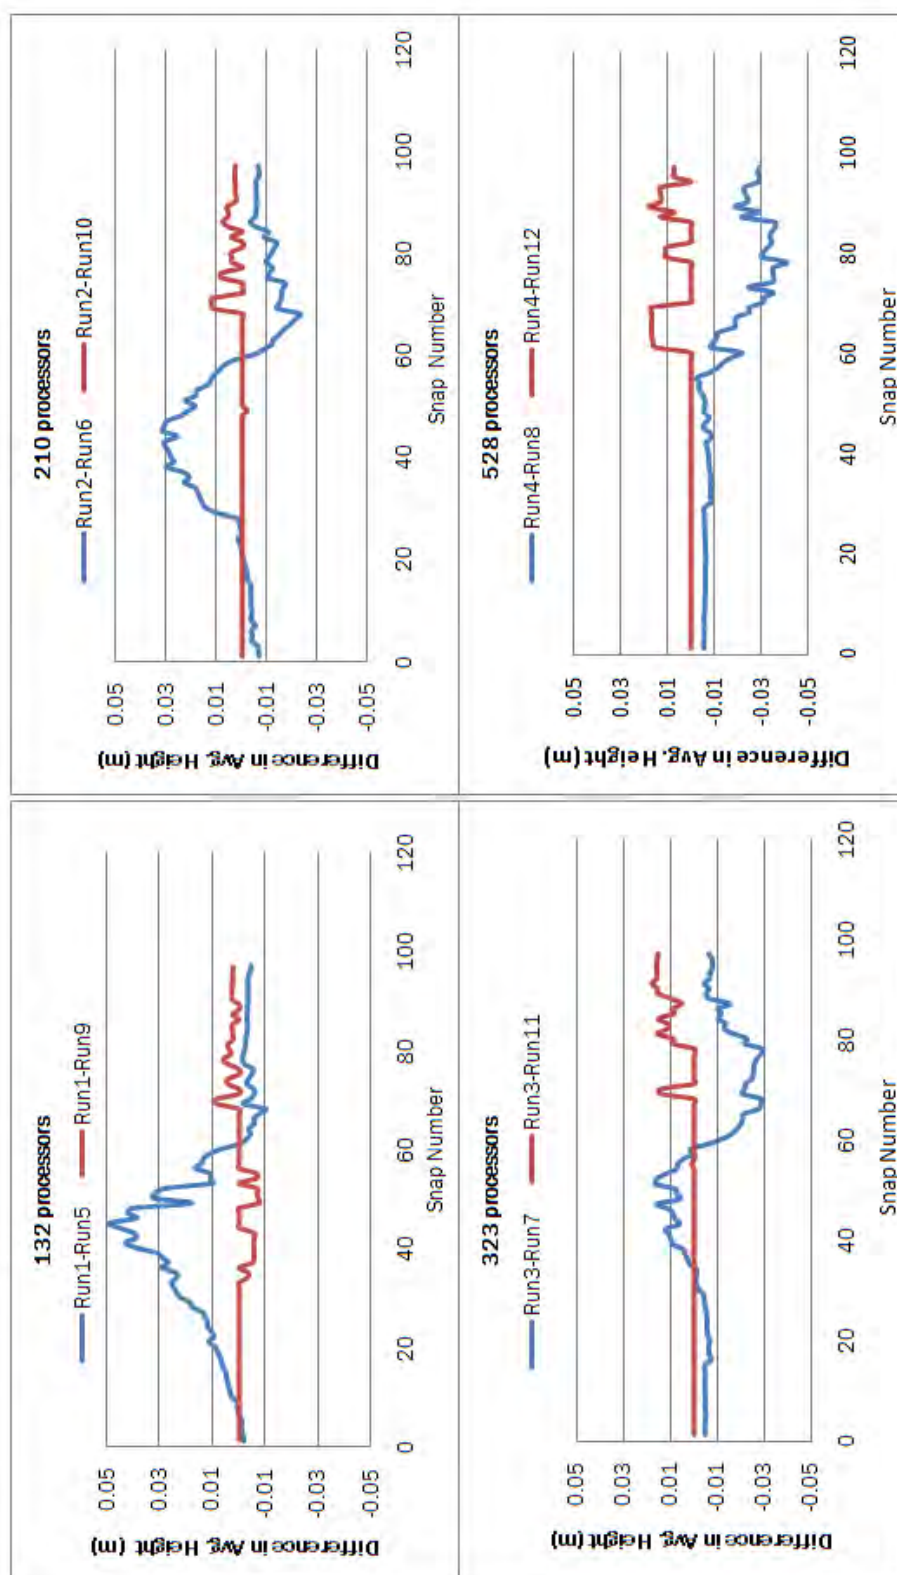 132 processors
Run1-Run5 Run1-Rung9
Difference in Avg. Height (m)
0.05
0.03
0.01
-0.01
-0.03
-0.05
0 20 40 60 80 100 120
Snap Number
210 processors
Run2-Run6 Run2-Run10
Difference in Avg. Height (m)
0.05
0.03
0.01
-0.01
-0.03
-0.05
0 20 40 60 80 100 120
Snap Number
323 processors
Run3-Run7 Run3-Run11
Difference in Avg. Height (m)
0.05
0.03
0.01
-0.01
-0.03
-0.05
0 20 40 60 80 100 120
Snap Number
528 processors
Run4-Run8 Run4-Run12
Difference in Avg. Height (m)
0.05
0.03
0.01
-0.01
-0.03
-0.05
0 20 40 60 80 100 120
Snap Number